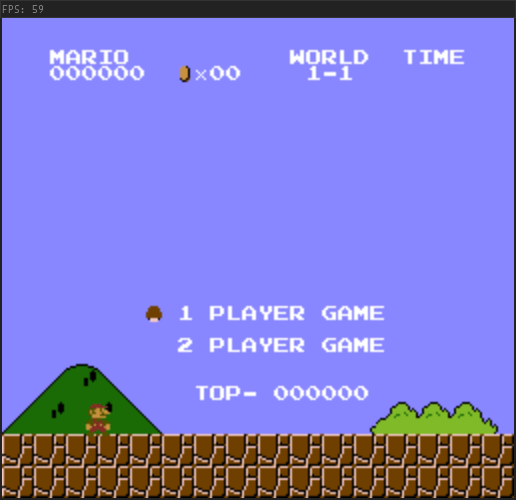 FPS: 59
MARIO WORLD TIME
000000 ×00 1-1
1 PLAYER GAME
2 PLAYER GAME
TOP- 000000